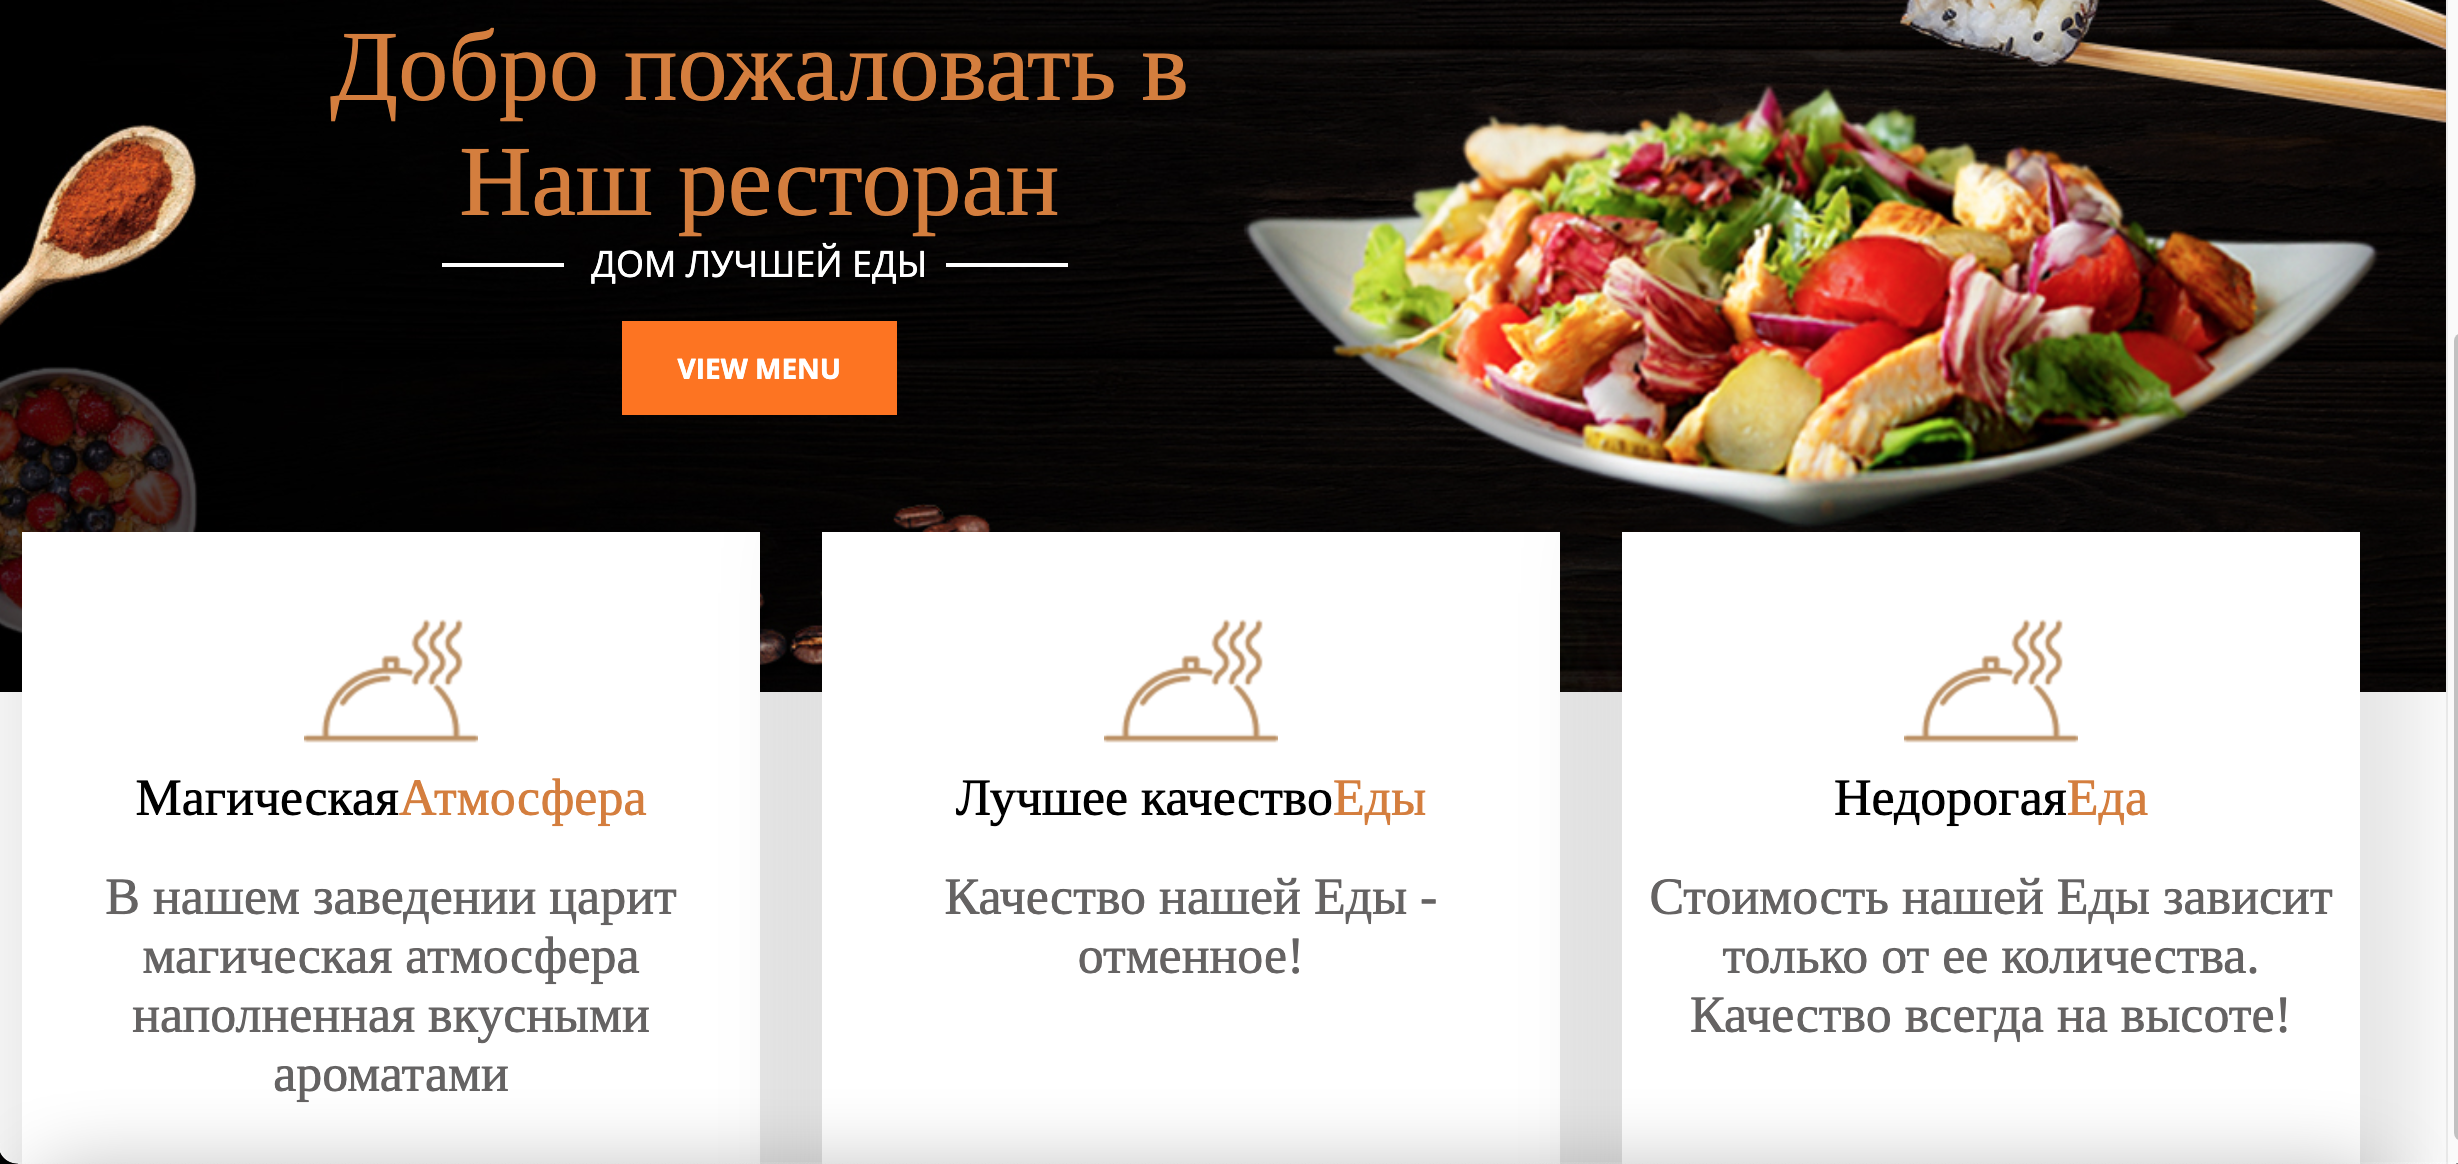 Добро пожаловать в
Наш ресторан
ДОМ ЛУЧШЕЙ ЕДЫ
VIEW MENU
МагическаяАтмосфера
В нашем заведении царит
магическая атмосфера
наполненная вкусными
ароматами
Лучшее качествоЕды
Качество нашей Еды -
отменное!
НедорогаяЕда
Стоимость нашей Еды зависит
только от ее количества.
Качество всегда на высоте!